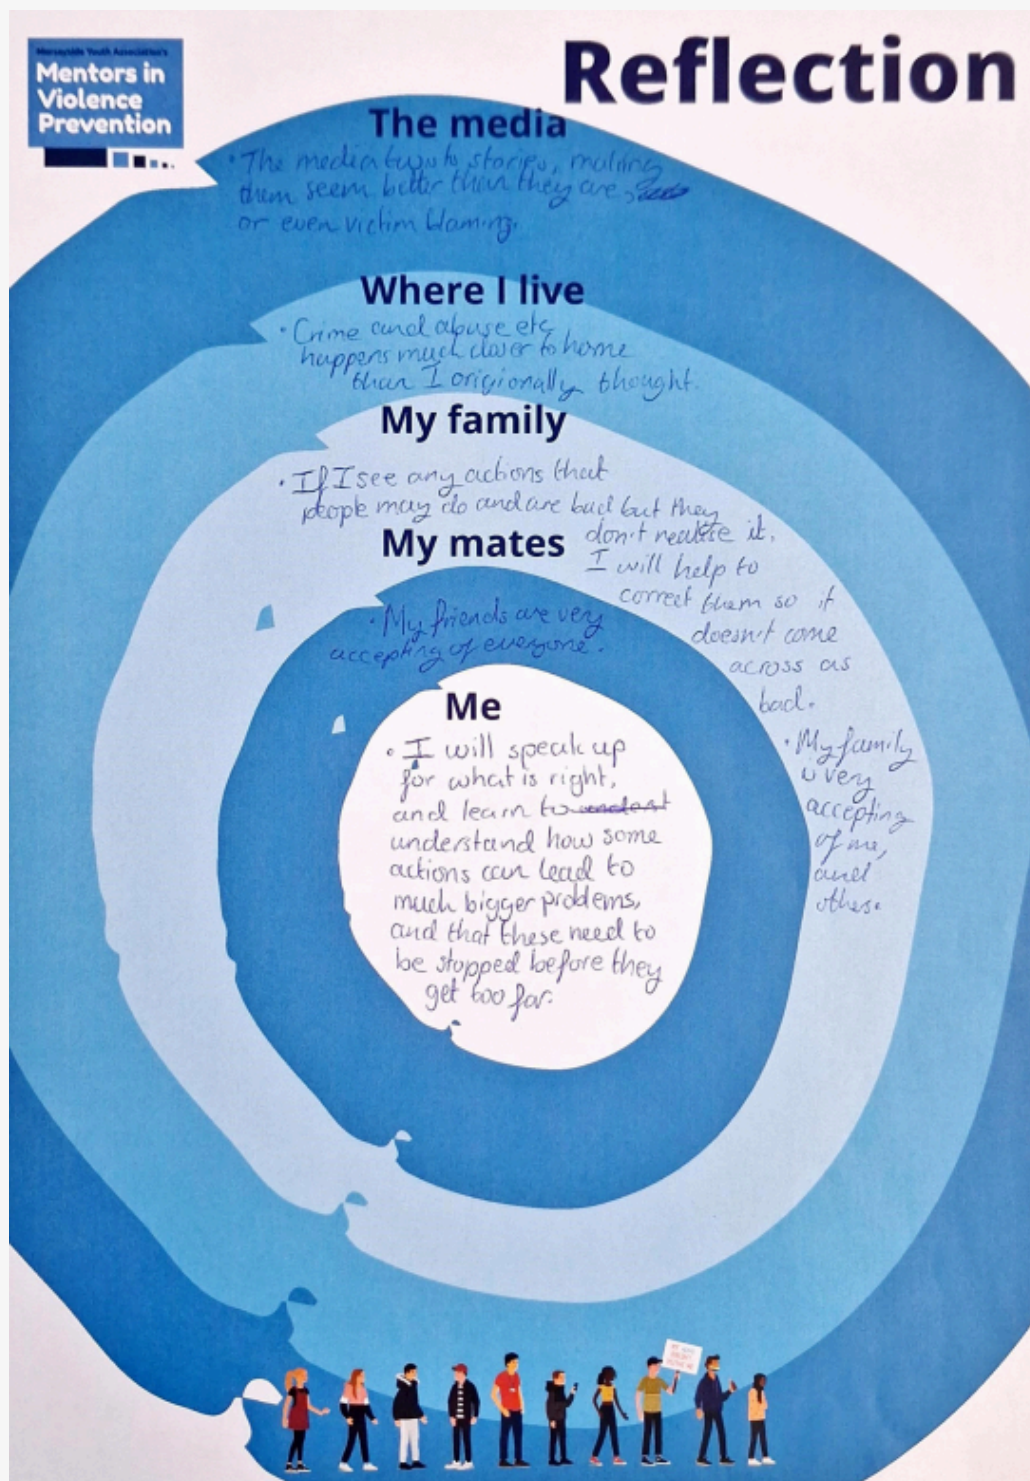 Merseyside Youth Association's
Mentors in
Violence
Prevention
Reflection
The media
• The media twists stories, making
them seem better than they are,
or even victim blaming.
Where I live
• Crime and abuse etc
happens much closer to home
than I origionally thought.
My family
• If I see any actions that
people may do and are bad but they
don't realise it,
I will help to
correct them so it
doesn't come
across as
bad.
• My family
is very
accepting
of me,
and
others.
My mates
• My friends are very
accepting of everyone.
Me
• I will speak up
for what is right,
and learn to
understand how some
actions can lead to
much bigger problems,
and that these need to
be stopped before they
get too far.